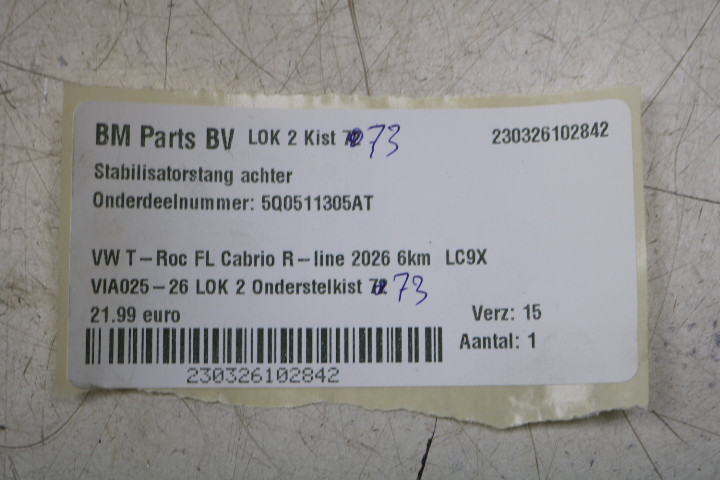 BM Parts BV LOK 2 Kist 73 230326102842
Stabilisatorstang achter
Onderdeelnummer: 5Q0511305AT
VW T-Roc FL Cabrio R-line 2026 6km LC9X
VIA025-26 LOK 2 Onderstelkist 73
21.99 euro Verz: 15
Aantal: 1
230326102842